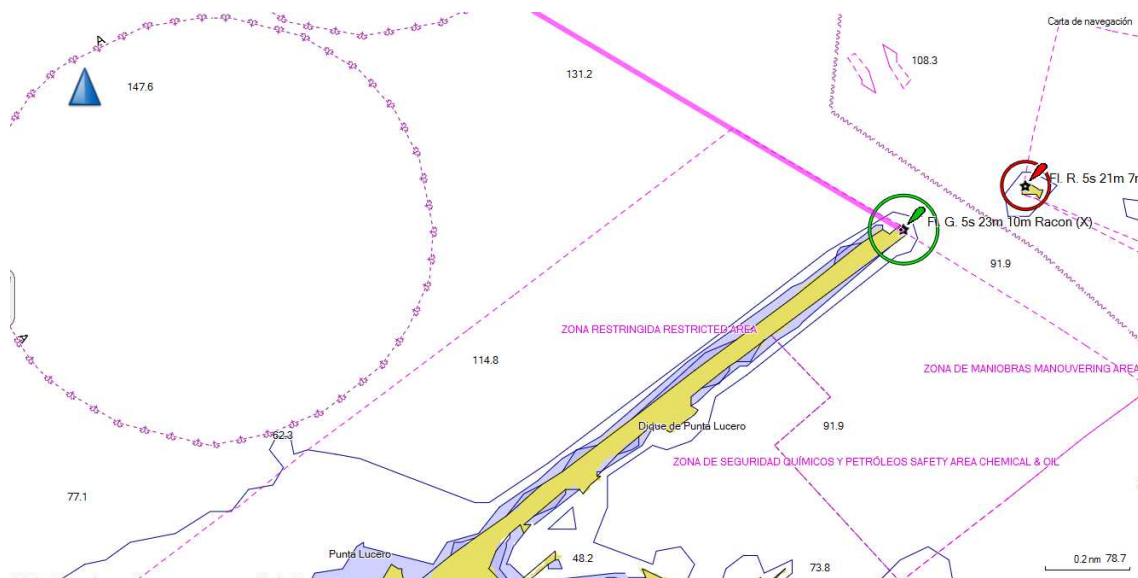 Carta de navegación
A
131.2
108.3
147.6
Fl. R. 5s 21m 7m
Fl. G. 5s 23m 10m Racon (X)
91.9
ZONA RESTRINGIDA RESTRICTED AREA
A
114.8
ZONA DE MANIOBRAS MANOUVERING AREA
Dique de Punta Lucero
91.9
62.3
ZONA DE SEGURIDAD QUÍMICOS Y PETRÓLEOS SAFETY AREA CHEMICAL & OIL
77.1
Punta Lucero
48.2
73.8
0.2 nm 78.7